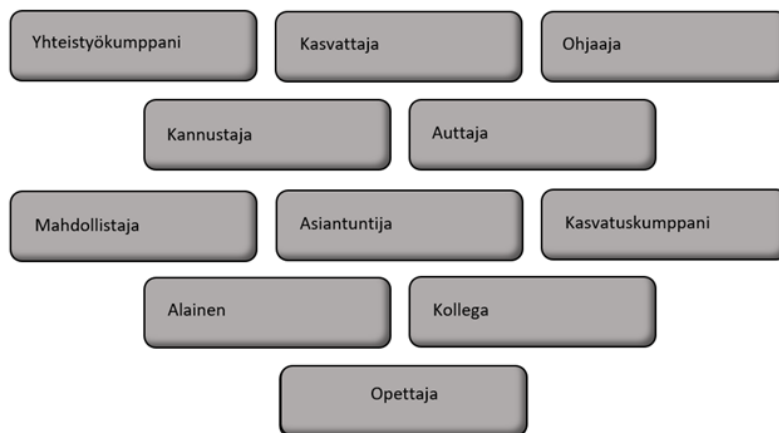 Yhteistyökumppani
Kasvattaja
Ohjaaja
Kannustaja
Auttaja
Mahdollistaja
Asiantuntija
Kasvatuskumppani
Alainen
Kollega
Opettaja